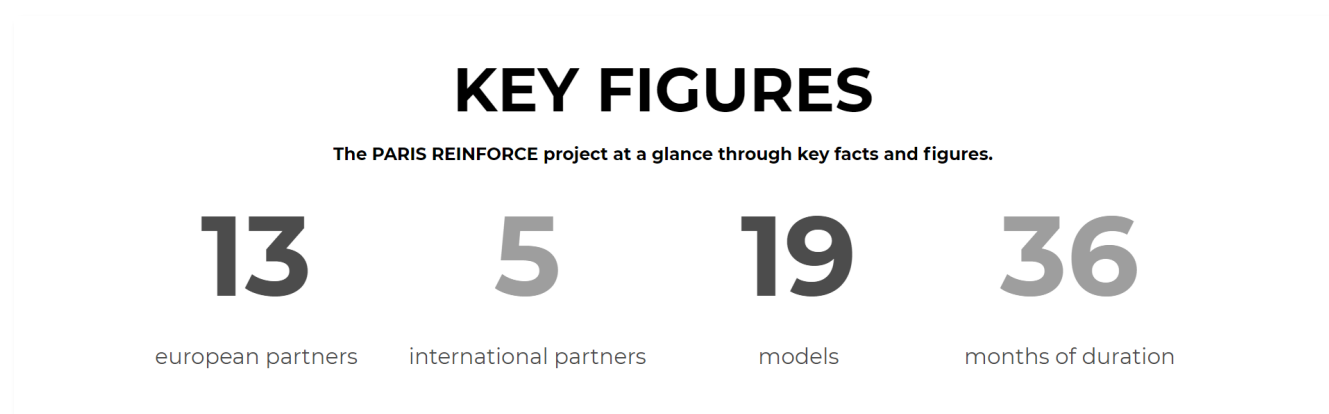 KEY FIGURES
The PARIS REINFORCE project at a glance through key facts and figures.
13 5 19 36
european partners international partners models months of duration